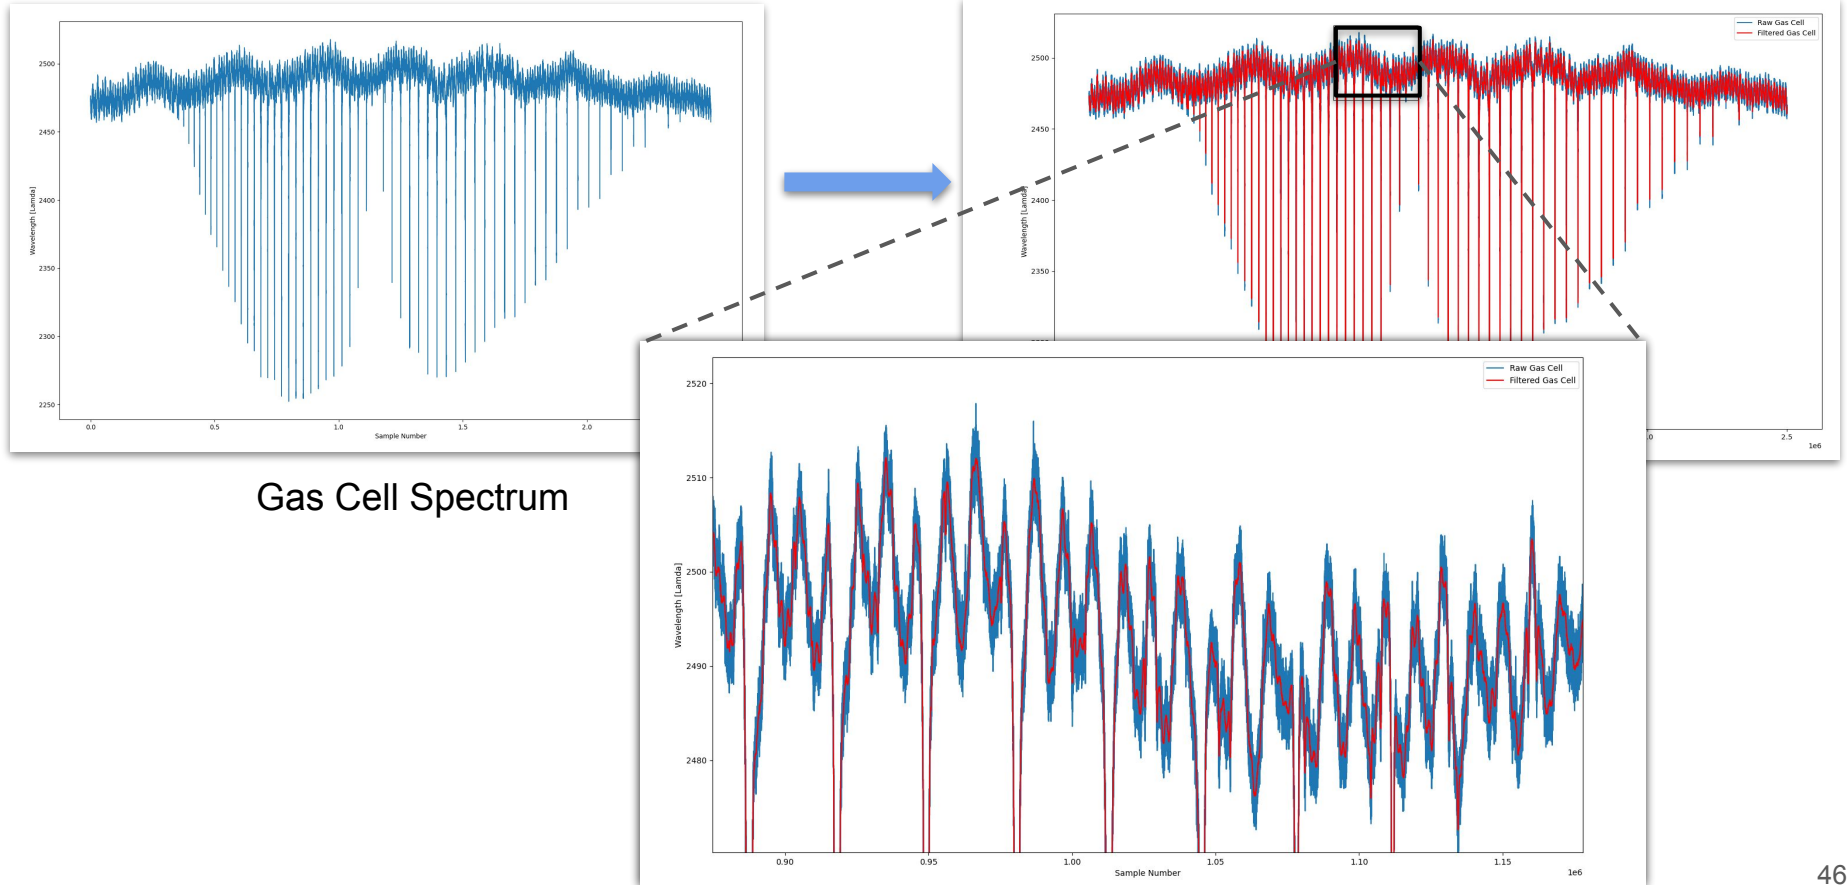 2500
2450
2400
2350
2300
2250
Wavelength [Lamda]
0.0
0.5
1.0
1.5
2.0
Sample Number
Gas Cell Spectrum
Raw Gas Cell
Filtered Gas Cell
2500
2450
2400
2350
Wavelength [Lamda]
2.5
1e6
Raw Gas Cell
Filtered Gas Cell
2520
2510
2500
2490
2480
Wavelength [Lamda]
0.90
0.95
1.00
1.05
1.10
1.15
Sample Number
1e6
46